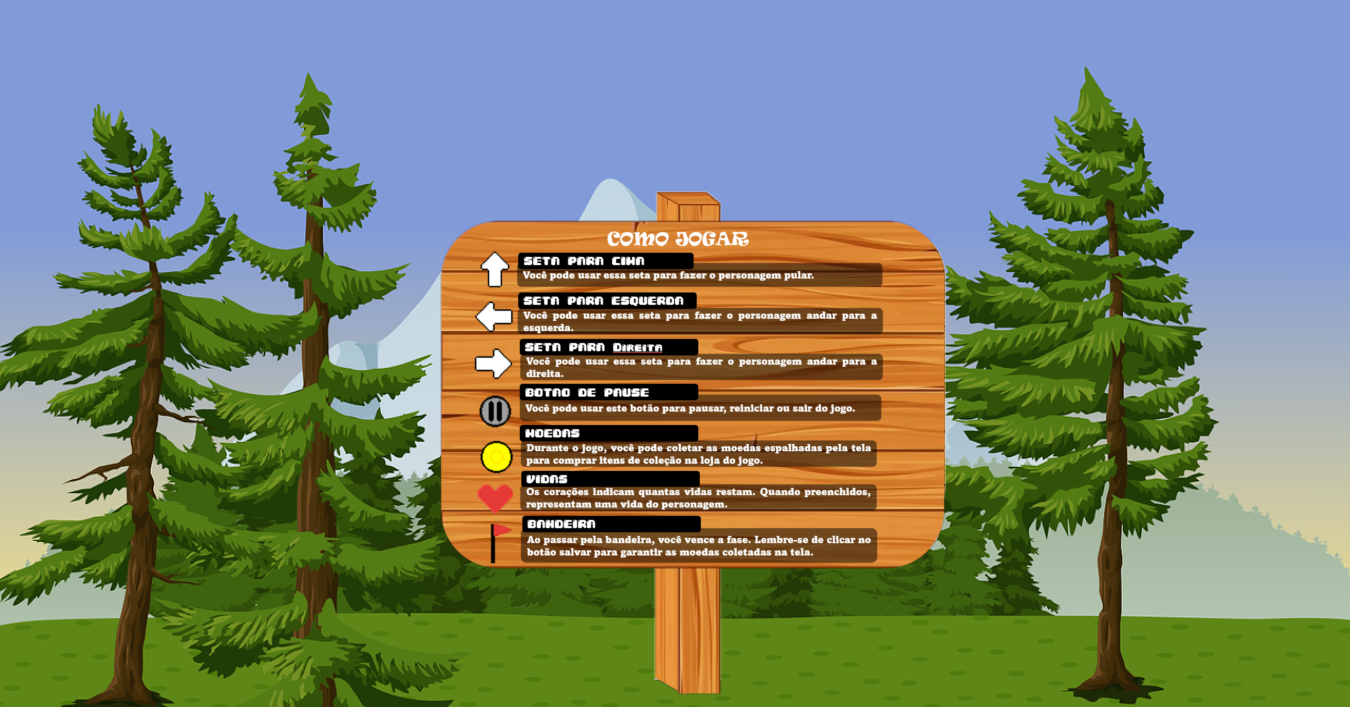 COMO JOGAR
SETA PARA CIMA
Você pode usar essa seta para fazer o personagem pular.
SETA PARA ESQUERDA
Você pode usar essa seta para fazer o personagem andar para a
esquerda.
SETA PARA DIREITA
Você pode usar essa seta para fazer o personagem andar para a
direita.
BOTAO DE PAUSE
Você pode usar este botão para pausar, reiniciar ou sair do jogo.
MOEDAS
Durante o jogo, você pode coletar as moedas espalhadas pela tela
para comprar itens de coleção na loja do jogo.
VIDAS
Os corações indicam quantas vidas restam. Quando preenchidos,
representam uma vida do personagem.
BANDEIRA
Ao passar pela bandeira, você vence a fase. Lembre-se de clicar no
botão salvar para garantir as moedas coletadas na tela.